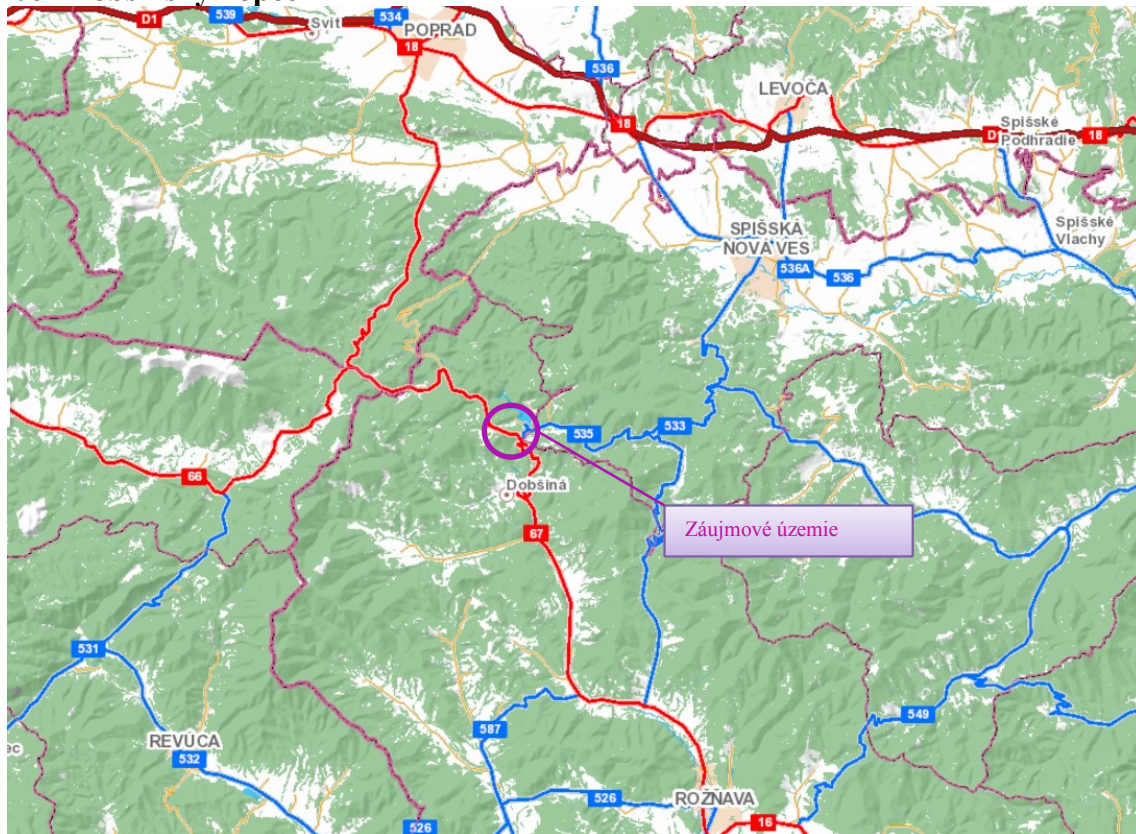 539
534
D1
Svit
POPRAD
18
536
LEVOČA
18
D1
18
Spišské
Podhradie
SPIŠSKÁ
NOVÁ VES
Spišské
Vlachy
536A
536
535
533
66
Dobšiná
Záujmové územie
67
531
587
549
REVÚCA
532
526
ROŽŇAVA
526
16